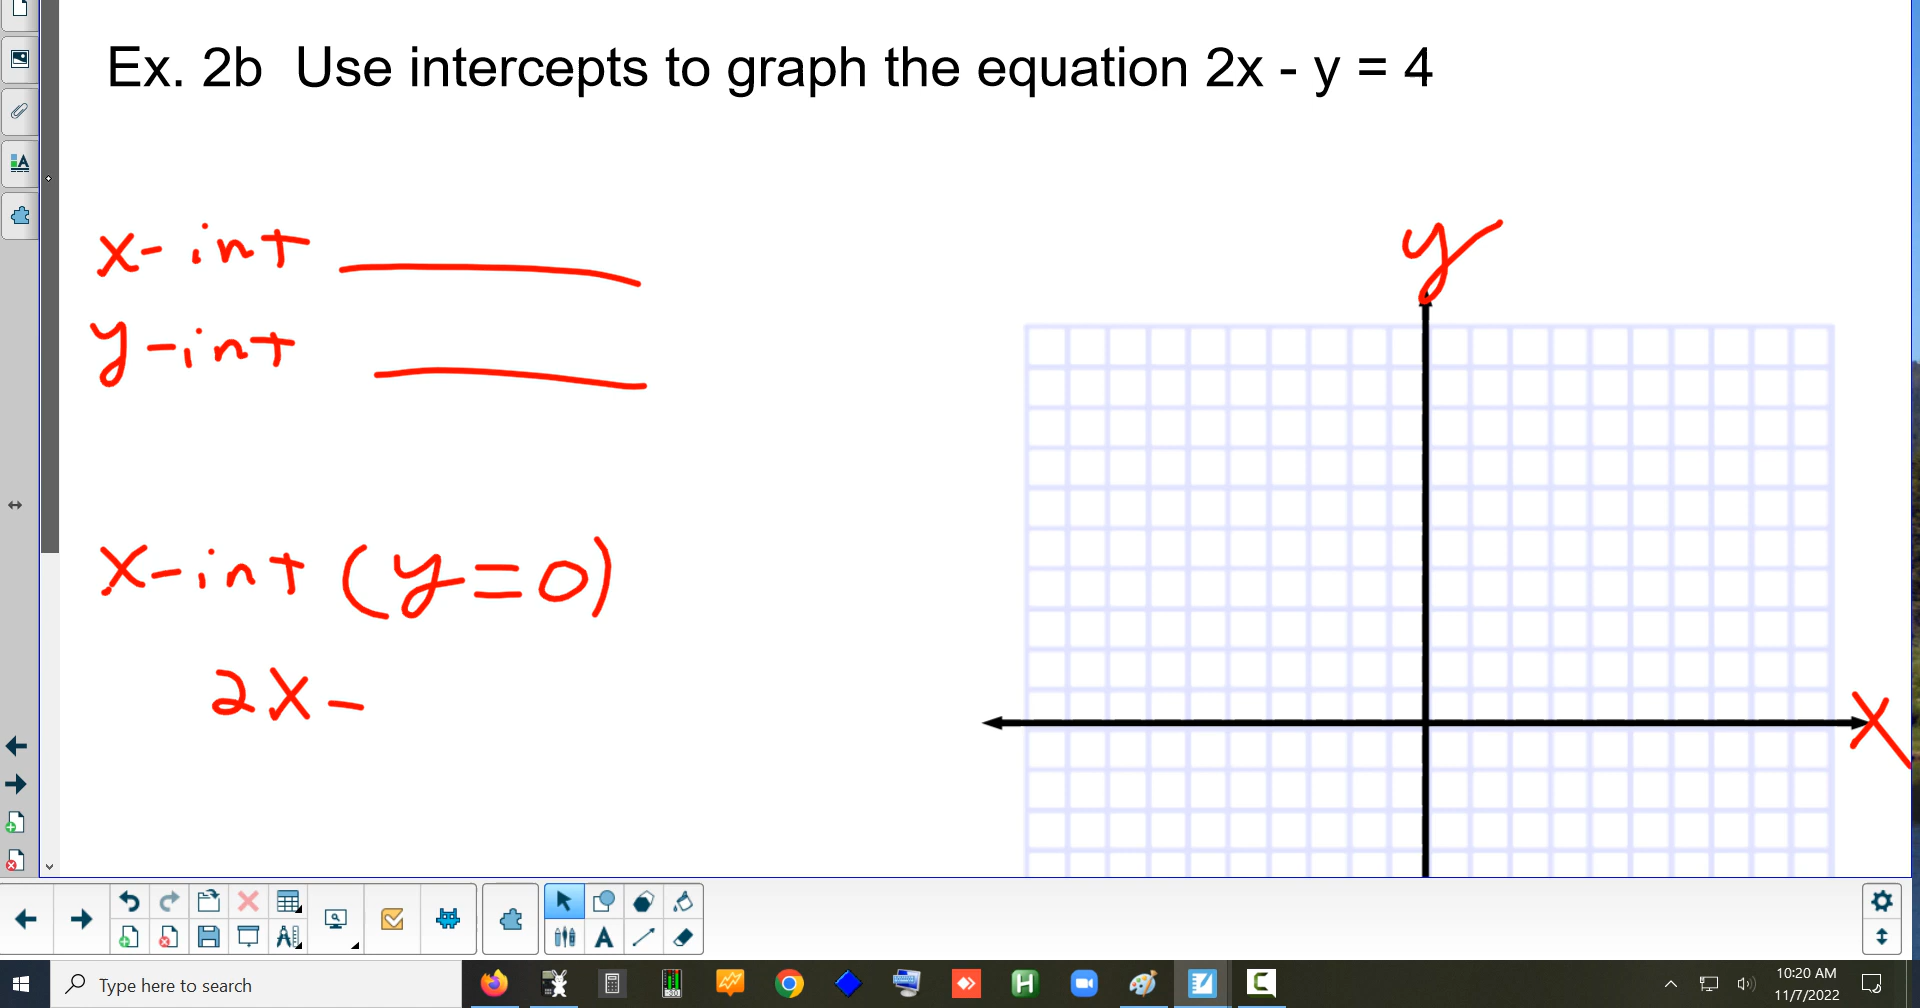 Ex. 2b Use intercepts to graph the equation 2x - y = 4
x-int
y-int
y
x-int (y=0)
2x-
x
Type here to search
10:20 AM
11/7/2022